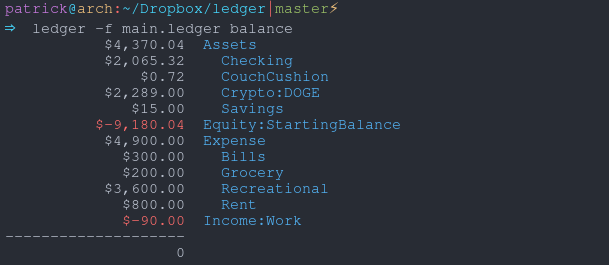 patrick@arch:~/Dropbox/ledger|master⚡
⇒ ledger -f main.ledger balance
$4,370.04 Assets
$2,065.32 Checking
$0.72 CouchCushion
$2,289.00 Crypto:DOGE
$15.00 Savings
$-9,180.04 Equity:StartingBalance
$4,900.00 Expense
$300.00 Bills
$200.00 Grocery
$3,600.00 Recreational
$800.00 Rent
$-90.00 Income:Work
--------------------
0